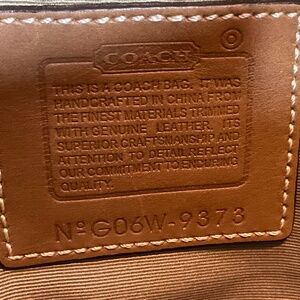 COACH
THIS IS A COACH BAG. IT WAS
HANDCRAFTED IN CHINA FROM
THE FINEST MATERIALS TRIMMED
WITH GENUINE LEATHER. ITS
SUPERIOR CRAFTSMANSHIP AND
ATTENTION TO DETAIL REFLECT
OUR COMMITMENT TO ENDURING
QUALITY.
Nº G06W-9373